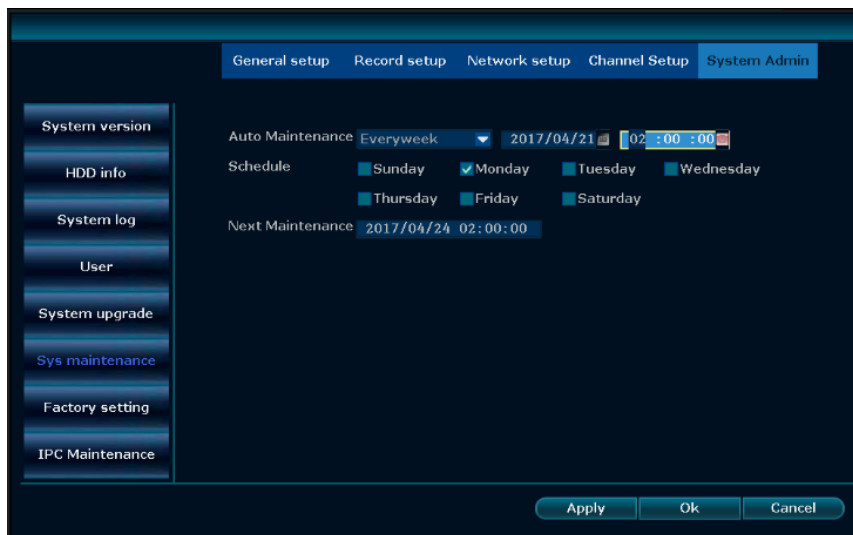 General setup Record setup Network setup Channel Setup System Admin
System version
HDD info
System log
User
System upgrade
Sys maintenance
Factory setting
IPC Maintenance
Auto Maintenance Everyweek 2017/04/21 02 :00 :00
Schedule Sunday Monday Tuesday Wednesday
Thursday Friday Saturday
Next Maintenance 2017/04/24 02:00:00
Apply Ok Cancel